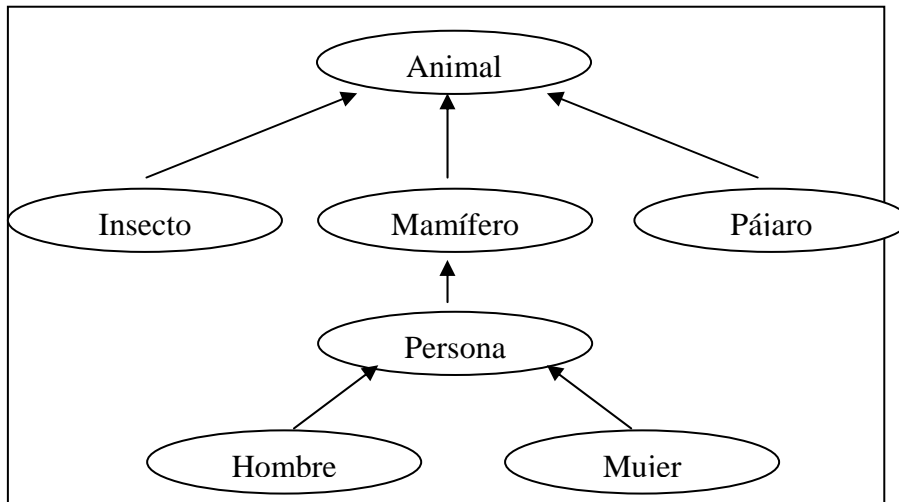 Animal
Insecto
Mamífero
Pájaro
Persona
Hombre
Mujer